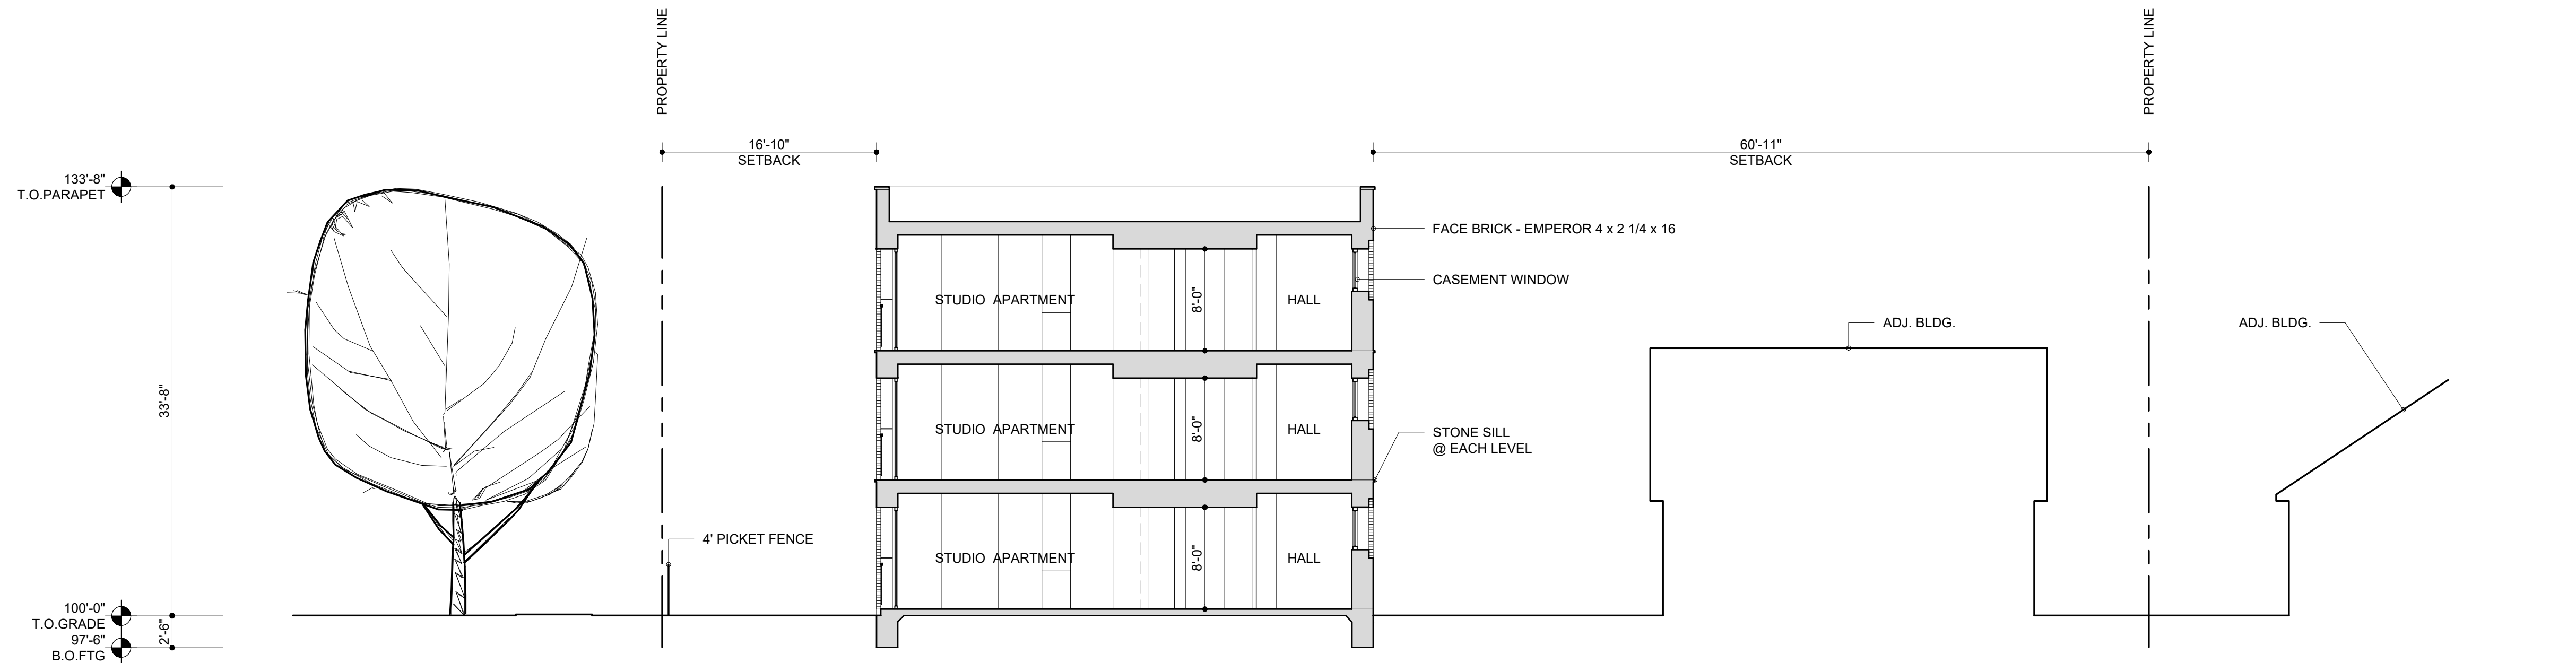 PROPERTY LINE
PROPERTY LINE
16'-10"
SETBACK
60'-11"
SETBACK
133'-8"
T.O.PARAPET
FACE BRICK - EMPEROR 4 x 2 1/4 x 16
CASEMENT WINDOW
STUDIO APARTMENT
8'-0"
HALL
ADJ. BLDG.
ADJ. BLDG.
33'-8"
STUDIO APARTMENT
8'-0"
HALL
STONE SILL
@ EACH LEVEL
4' PICKET FENCE
STUDIO APARTMENT
8'-0"
HALL
100'-0"
T.O.GRADE
2'-6"
97'-6"
B.O.FTG